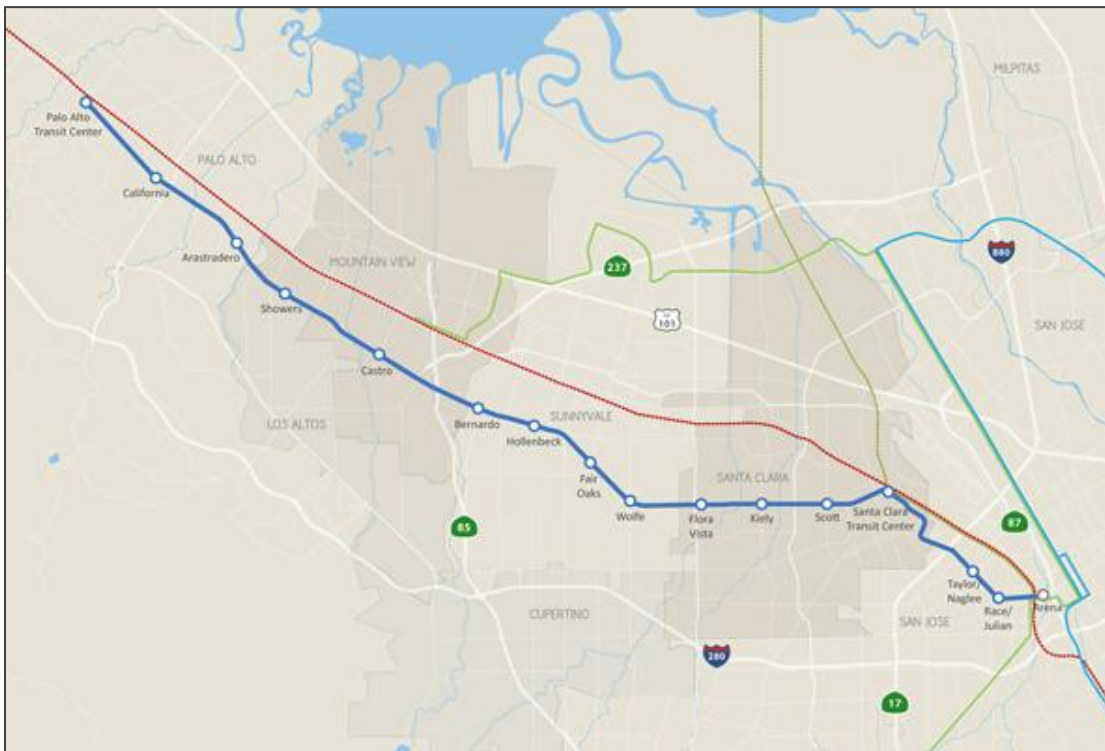 MILPITAS
Palo Alto
Transit Center
PALO ALTO
California
Arastradero
MOUNTAIN VIEW
237
880
Showers
US
101
SAN JOSE
Castro
LOS ALTOS
Bernardo
SUNNYVALE
Hollenbeck
Fair
Oaks
SANTA CLARA
Wolfe
Flora
Vista
Kiely
Scott
Santa Clara
Transit Center
85
87
Taylor/
Naglee
Race/
Julian
Arena
CUPERTINO
SAN JOSE
280
17